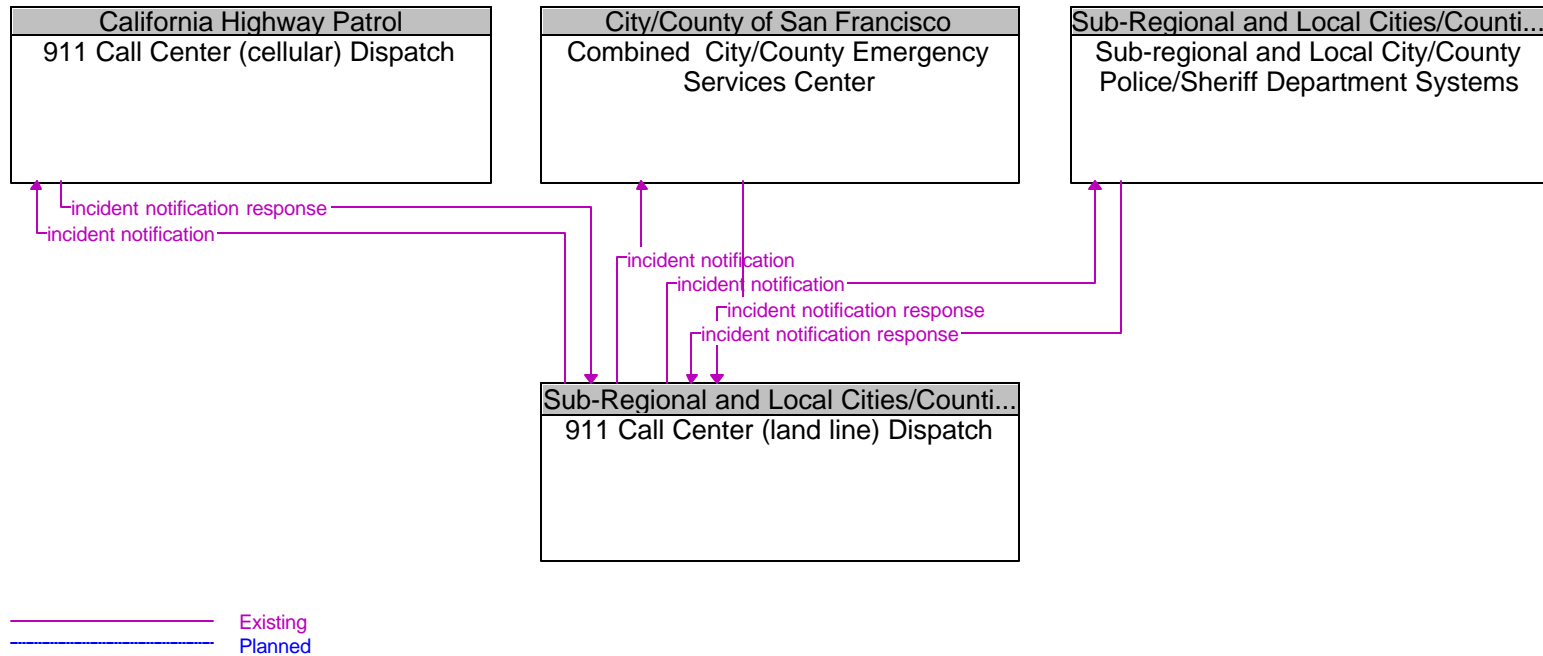 California Highway Patrol
911 Call Center (cellular) Dispatch
City/County of San Francisco
Combined City/County Emergency
Services Center
Sub-Regional and Local Cities/Counti...
Sub-regional and Local City/County
Police/Sheriff Department Systems
incident notification response
incident notification
incident notification
incident notification
incident notification response
incident notification response
Sub-Regional and Local Cities/Counti...
911 Call Center (land line) Dispatch
Existing
Planned